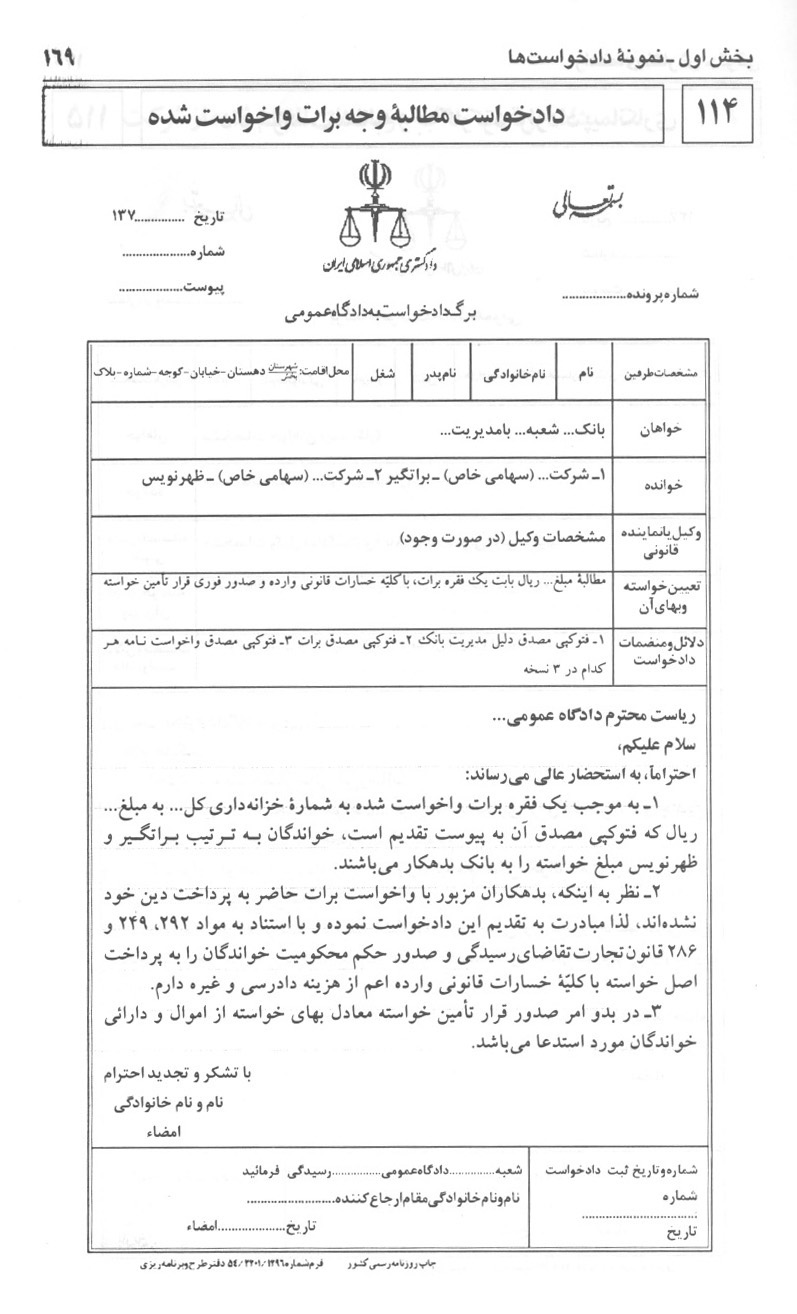 بخش اول ـ نمونهٔ دادخواست‌ها
۱۶۹
۱۱۴
دادخواست مطالبهٔ وجه برات واخواست شده
بسمه تعالی
دادگستری جمهوری اسلامی ایران
تاریخ ...............۱۳۷
شماره....................
پیوست...................
شماره پرونده...................
برگ دادخواست به دادگاه عمومی
مشخصات طرفین
نام
نام خانوادگی
نام پدر
شغل
محل اقامت: شهرستان بخش دهستان-خیابان-کوچه-شماره-پلاک
خواهان
بانک... شعبه... بامدیریت...
خوانده
۱ـ شرکت... (سهامی خاص) ـ براتگیر ۲ـ شرکت... (سهامی خاص) ـ ظهرنویس
وکیل یا نماینده
قانونی
مشخصات وکیل (در صورت وجود)
تعیین خواسته
وبهای آن
مطالبهٔ مبلغ... ریال بابت یک فقره برات، با کلیّه خسارات قانونی وارده و صدور فوری قرار تأمین خواسته
دلائل و منضمات
دادخواست
۱ـ فتوکپی مصدق دلیل مدیریت بانک ۲ـ فتوکپی مصدق برات ۳ـ فتوکپی مصدق واخواست نامه هر
کدام در ۳ نسخه
ریاست محترم دادگاه عمومی...
سلام علیکم،
احتراماً، به استحضار عالی می‌رساند:
۱ـ به موجب یک فقره برات واخواست شده به شمارهٔ خزانه‌داری کل... به مبلغ...
ریال که فتوکپی مصدق آن به پیوست تقدیم است، خواندگان به ترتیب براتگیر و
ظهرنویس مبلغ خواسته را به بانک بدهکار می‌باشند.
۲ـ نظر به اینکه، بدهکاران مزبور با واخواست برات حاضر به پرداخت دین خود
نشده‌اند، لذا مبادرت به تقدیم این دادخواست نموده و با استناد به مواد ۲۹۲، ۲۴۹ و
۲۸۶ قانون تجارت تقاضای رسیدگی و صدور حکم محکومیت خواندگان را به پرداخت
اصل خواسته با کلیّهٔ خسارات قانونی وارده اعم از هزینه دادرسی و غیره دارم.
۳ـ در بدو امر صدور قرار تأمین خواسته معادل بهای خواسته از اموال و دارائی
خواندگان مورد استدعا می‌باشد.
با تشکر و تجدید احترام
نام و نام خانوادگی
امضاء
شماره و تاریخ ثبت دادخواست
شماره
..................................
تاریخ
شعبه..............دادگاه عمومی...............رسیدگی فرمائید
نام و نام خانوادگی مقام ارجاع کننده..........................
تاریخ....................امضاء
چاپ روزنامه رسمی کشور
فرم شماره ۵۴/۳۲۰۱/۱۲۹۶ دفتر طرح و برنامه ریزی